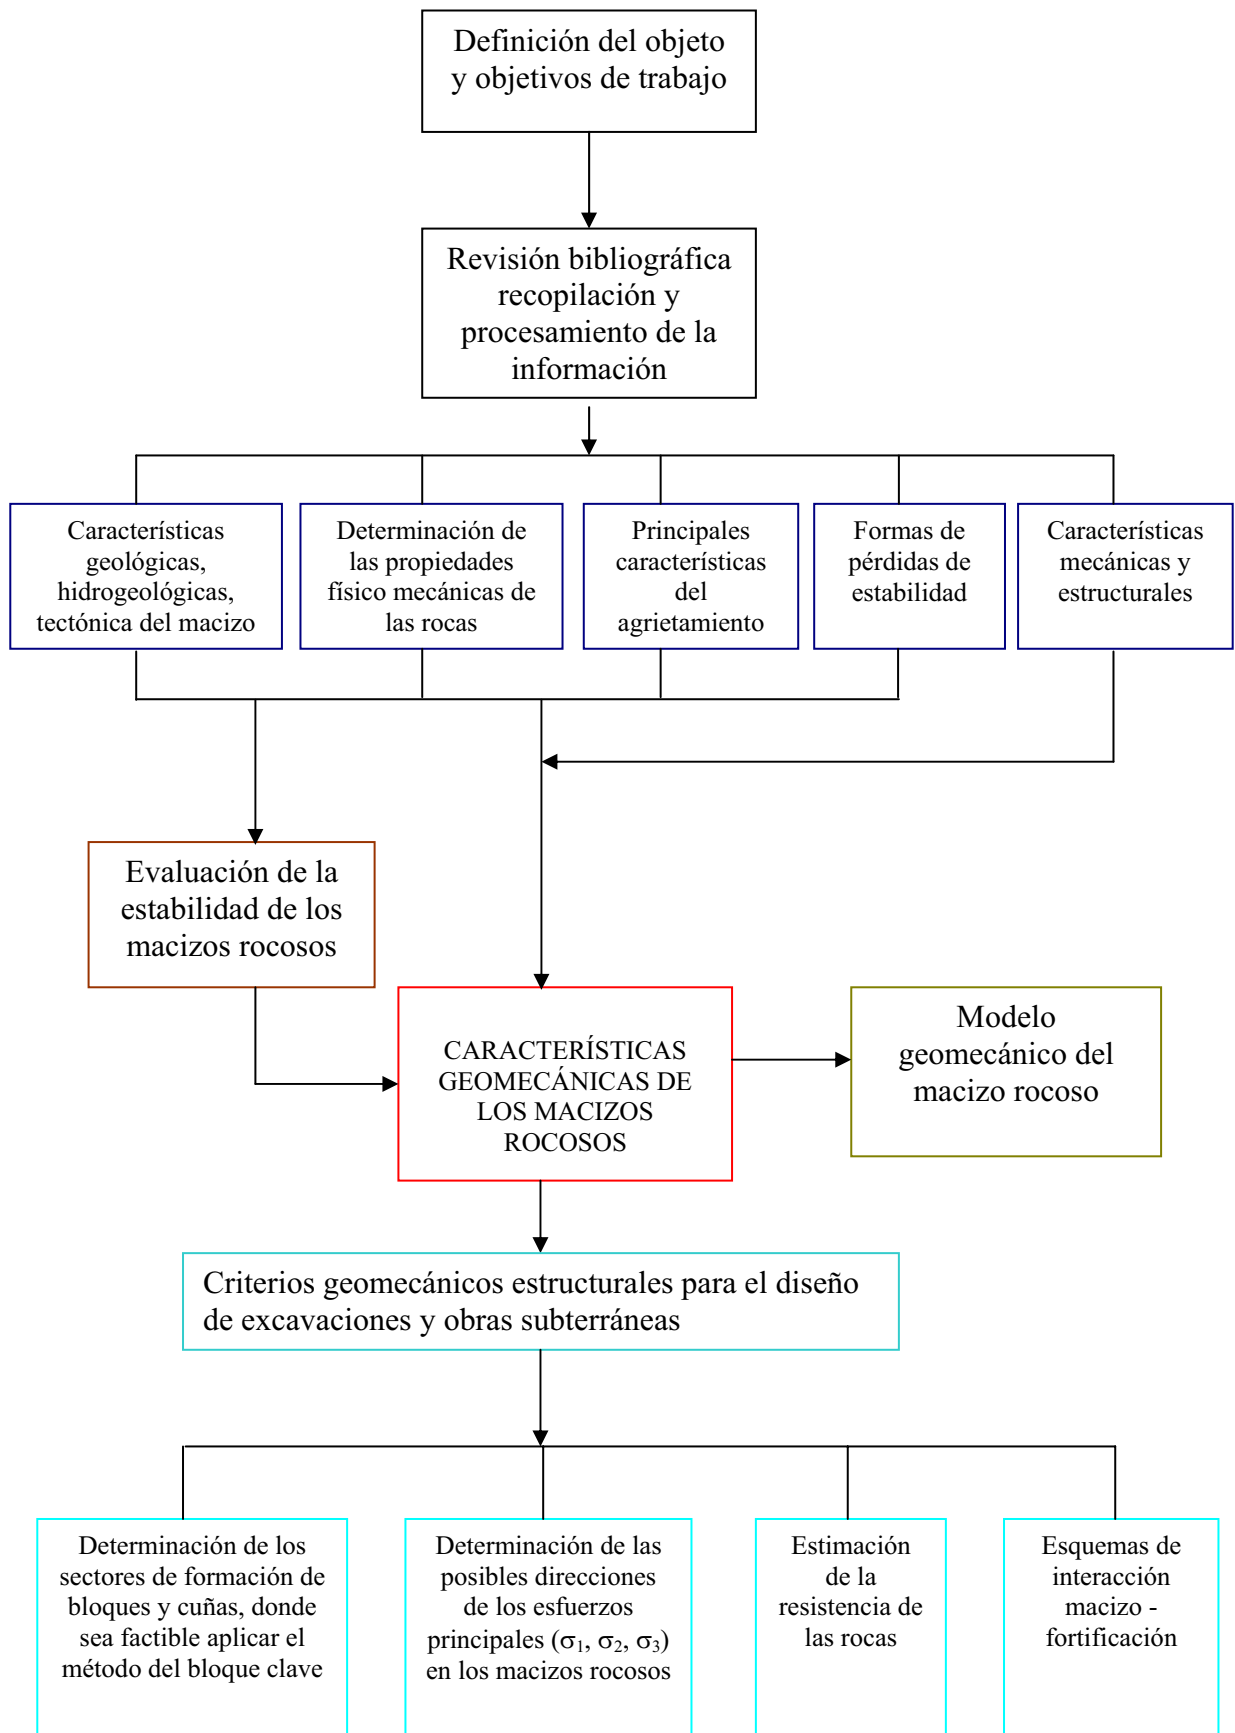 Definición del objeto
y objetivos de trabajo
Revisión bibliográfica
recopilación y
procesamiento de la
información
Característicás
geológicas,
hidrogeológicas,
tectónica del macizo
Determinación de
las propiedades
físico mecánicas de
las rocas
Principales
características
del
agrietamiento
Formas de
pérdidas de
estabilidad
Característicás
mecánicas y
estructurales
Evaluación de la
estabilidad de los
macizos rocosos
CARACTERÍSTICAS
GEOMECÁNICAS DE
LOS MACIZOS
ROCOSOS
Modelo
geomecánico del
macizo rocoso
Criterios geomecánicos estructurales para el diseño
de excavaciones y obras subterráneas
Determinación de los
sectores de formación de
bloques y cuñas, donde
sea factible aplicar el
método del bloque clave
Determinación de las
posibles direcciones
de los esfuerzos
principales (σ₁, σ₂, σ₃)
en los macizos rocosos
Estimación
de la
resistencia de
las rocas
Esquemas de
interacción
macizo -
fortificación